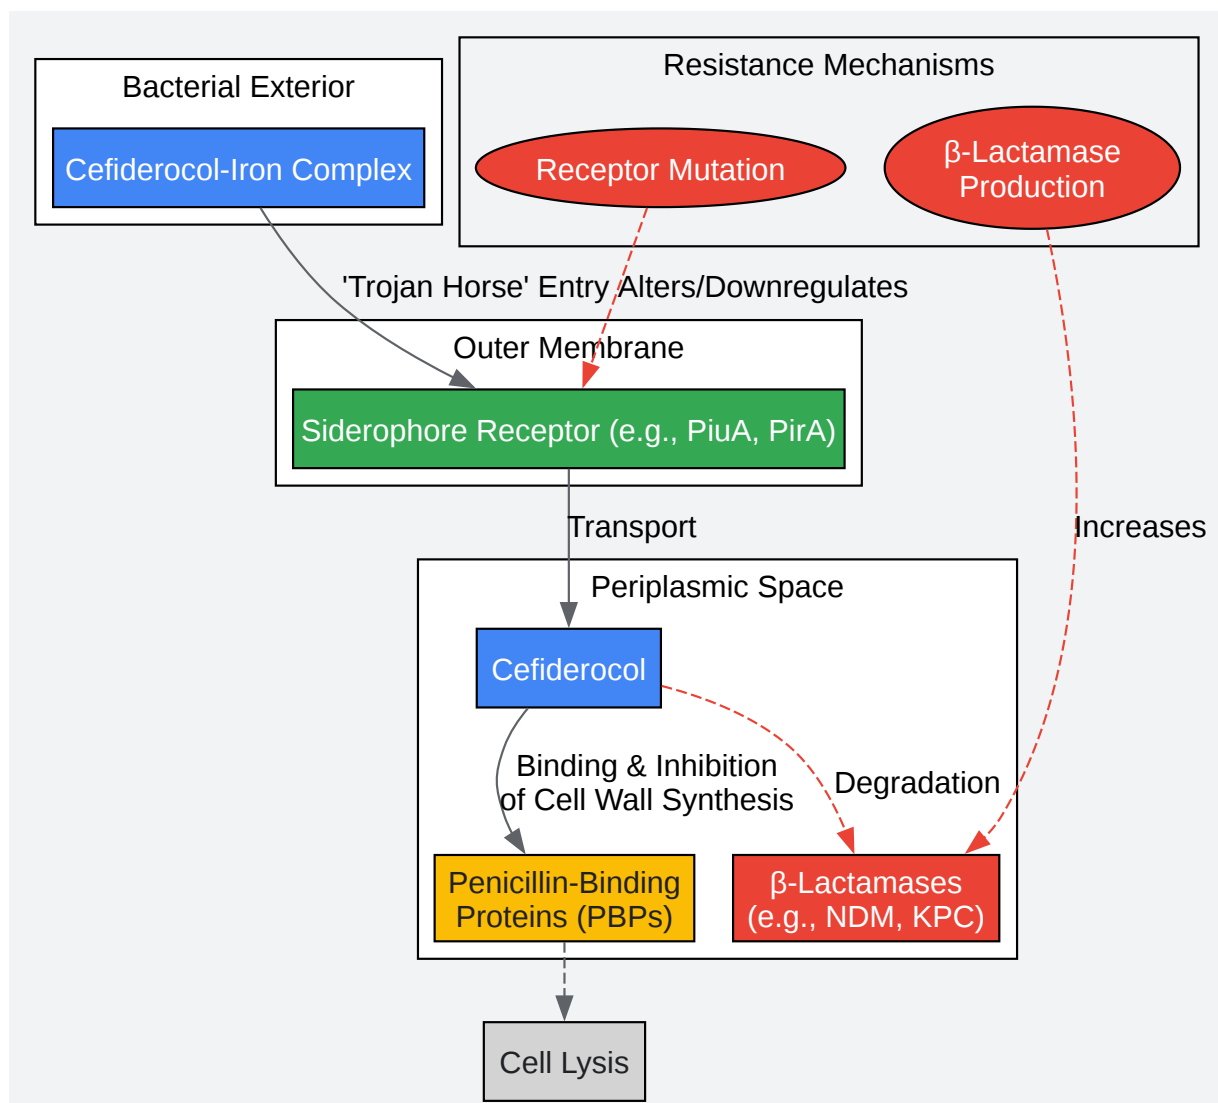 Bacterial Exterior
Cefiderocol-Iron Complex
Resistance Mechanisms
Receptor Mutation
β-Lactamase
Production
'Trojan Horse' Entry
Alters/Downregulates
Outer Membrane
Siderophore Receptor (e.g., PiuA, PirA)
Transport
Increases
Periplasmic Space
Cefiderocol
Binding & Inhibition
of Cell Wall Synthesis
Degradation
Penicillin-Binding
Proteins (PBPs)
β-Lactamases
(e.g., NDM, KPC)
Cell Lysis